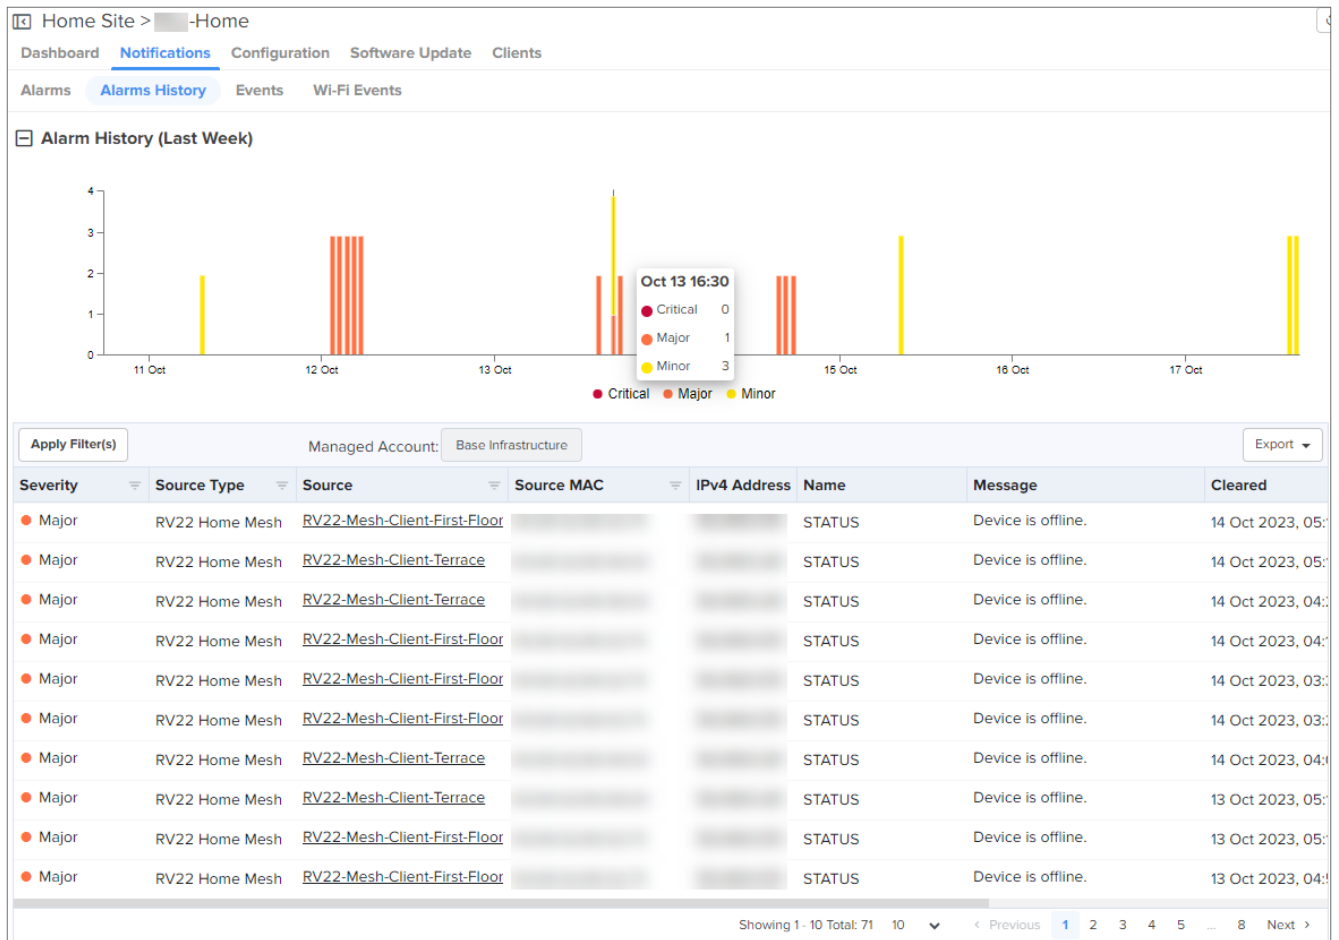 Home Site > -Home
Dashboard Notifications Configuration Software Update Clients
Alarms Alarms History Events Wi-Fi Events
Alarm History (Last Week)
4
3
2
1
0
11 Oct 12 Oct 13 Oct 15 Oct 16 Oct 17 Oct
Oct 13 16:30
Critical 0
Major 1
Minor 3
Critical Major Minor
Apply Filter(s) Managed Account: Base Infrastructure Export
Severity Source Type Source Source MAC IPv4 Address Name Message Cleared
Major RV22 Home Mesh RV22-Mesh-Client-First-Floor STATUS Device is offline. 14 Oct 2023, 05:
Major RV22 Home Mesh RV22-Mesh-Client-Terrace STATUS Device is offline. 14 Oct 2023, 05:
Major RV22 Home Mesh RV22-Mesh-Client-Terrace STATUS Device is offline. 14 Oct 2023, 04:
Major RV22 Home Mesh RV22-Mesh-Client-First-Floor STATUS Device is offline. 14 Oct 2023, 04:
Major RV22 Home Mesh RV22-Mesh-Client-First-Floor STATUS Device is offline. 14 Oct 2023, 03:
Major RV22 Home Mesh RV22-Mesh-Client-First-Floor STATUS Device is offline. 14 Oct 2023, 03:
Major RV22 Home Mesh RV22-Mesh-Client-Terrace STATUS Device is offline. 14 Oct 2023, 04:
Major RV22 Home Mesh RV22-Mesh-Client-Terrace STATUS Device is offline. 13 Oct 2023, 05:
Major RV22 Home Mesh RV22-Mesh-Client-First-Floor STATUS Device is offline. 13 Oct 2023, 05:
Major RV22 Home Mesh RV22-Mesh-Client-First-Floor STATUS Device is offline. 13 Oct 2023, 04:
Showing 1 - 10 Total: 71 10 < Previous 1 2 3 4 5 ... 8 Next >